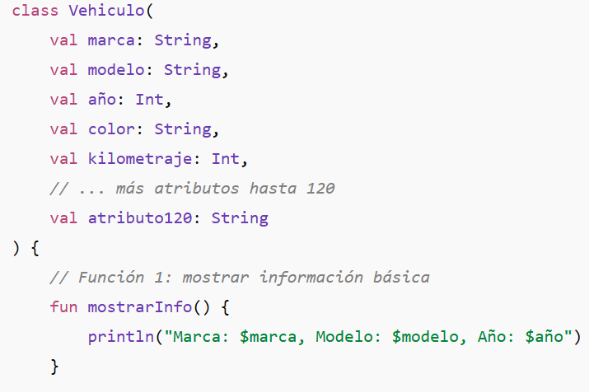 class Vehiculo(
    val marca: String,
    val modelo: String,
    val año: Int,
    val color: String,
    val kilometraje: Int,
    // ... más atributos hasta 120
    val atributo120: String
) {
    // Función 1: mostrar información básica
    fun mostrarInfo() {
        println("Marca: $marca, Modelo: $modelo, Año: $año")
    }